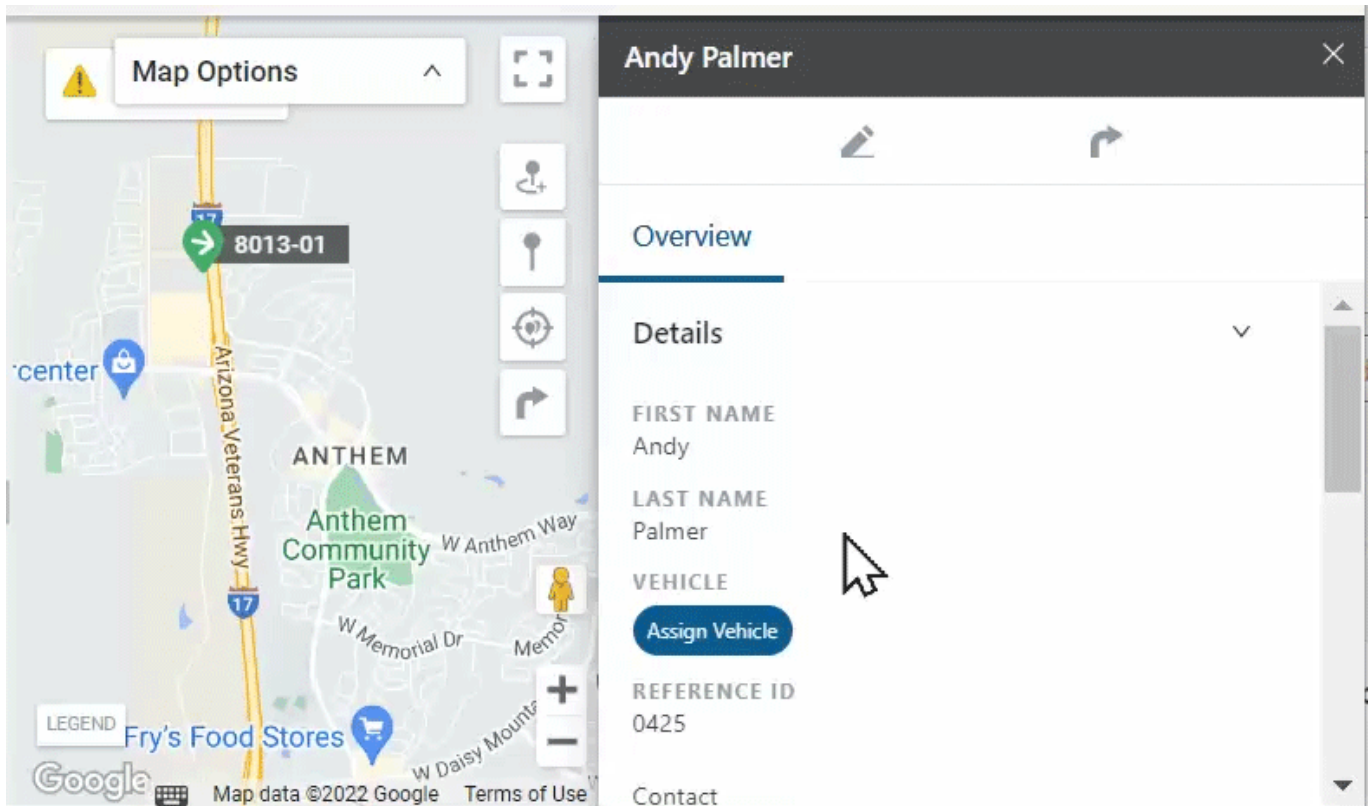 Map Options
17
8013-01
center
Arizona Veterans Hwy
ANTHEM
Anthem
Community
Park
W Anthem Way
17
W Memorial Dr
Memor
W Daisy Mounta
LEGEND
Fry's Food Stores
Google
Map data ©2022 Google
Terms of Use
Andy Palmer
Overview
Details
FIRST NAME
Andy
LAST NAME
Palmer
VEHICLE
Assign Vehicle
REFERENCE ID
0425
Contact